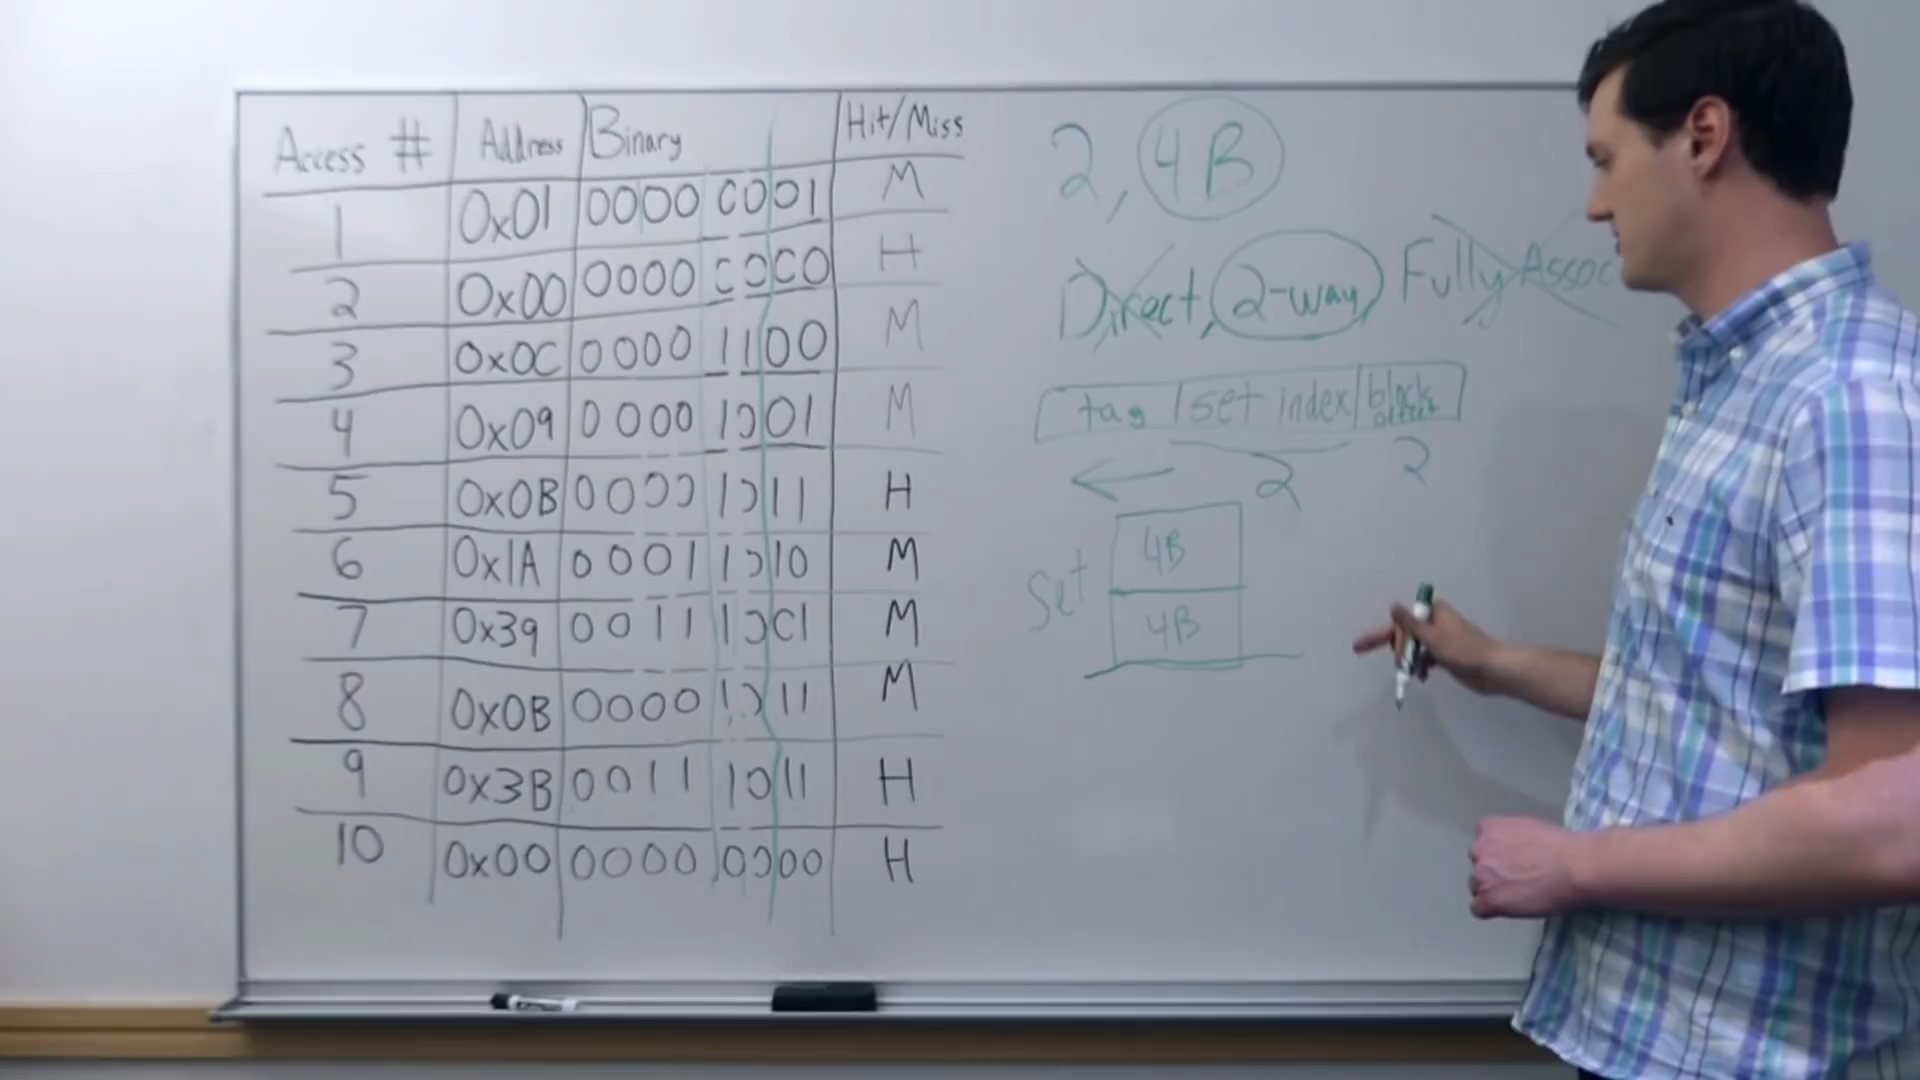 Access # Address Binary Hit/Miss
1 0x01 0000 0001 M
2 0x00 0000 0000 H
3 0x0C 0000 1100 M
4 0x09 0000 1001 M
5 0x0B 0000 1011 H
6 0x1A 0001 1010 M
7 0x39 0011 1001 M
8 0x0B 0000 1011 M
9 0x3B 0011 1011 H
10 0x00 0000 0000 H
2, 4B
Direct, 2-way, Fully Assoc
tag set index block offset
2 2
Set
4B
4B